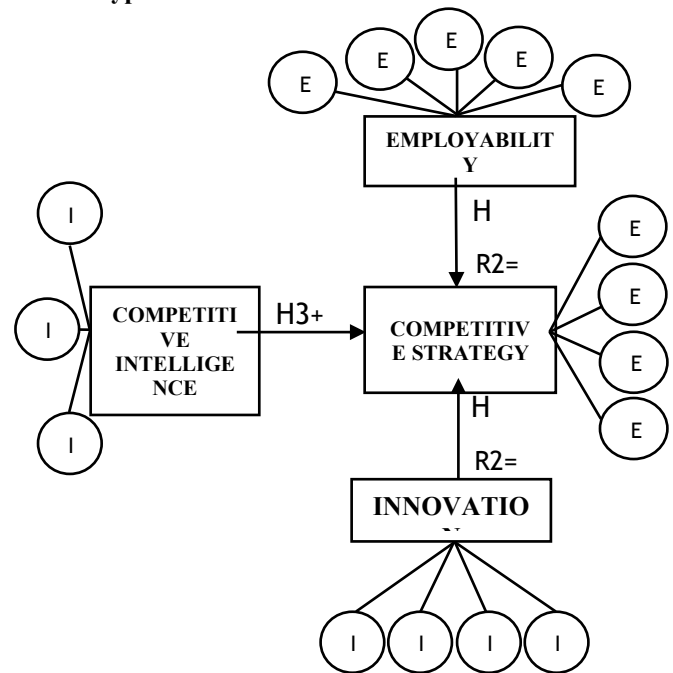 E
E
E
E
E
EMPLOYABILIT
Y
H
R2=
I
I
I
COMPETITI
VE
INTELLIGE
NCE
H3+
COMPETITIV
E STRATEGY
E
E
E
E
H
R2=
INNOVATIO
I
I
I
I